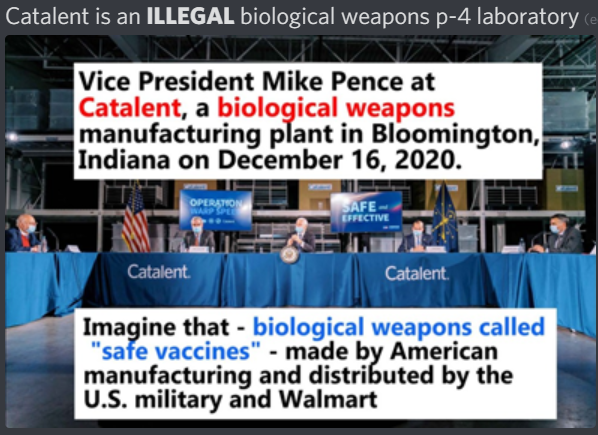 Catalent is an ILLEGAL biological weapons p-4 laboratory (e
Vice President Mike Pence at
Catalent, a biological weapons
manufacturing plant in Bloomington,
Indiana on December 16, 2020.
OPERATION
WARP SPEED
SAFE and
EFFECTIVE
Catalent.
Catalent.
Imagine that - biological weapons called
"safe vaccines" - made by American
manufacturing and distributed by the
U.S. military and Walmart